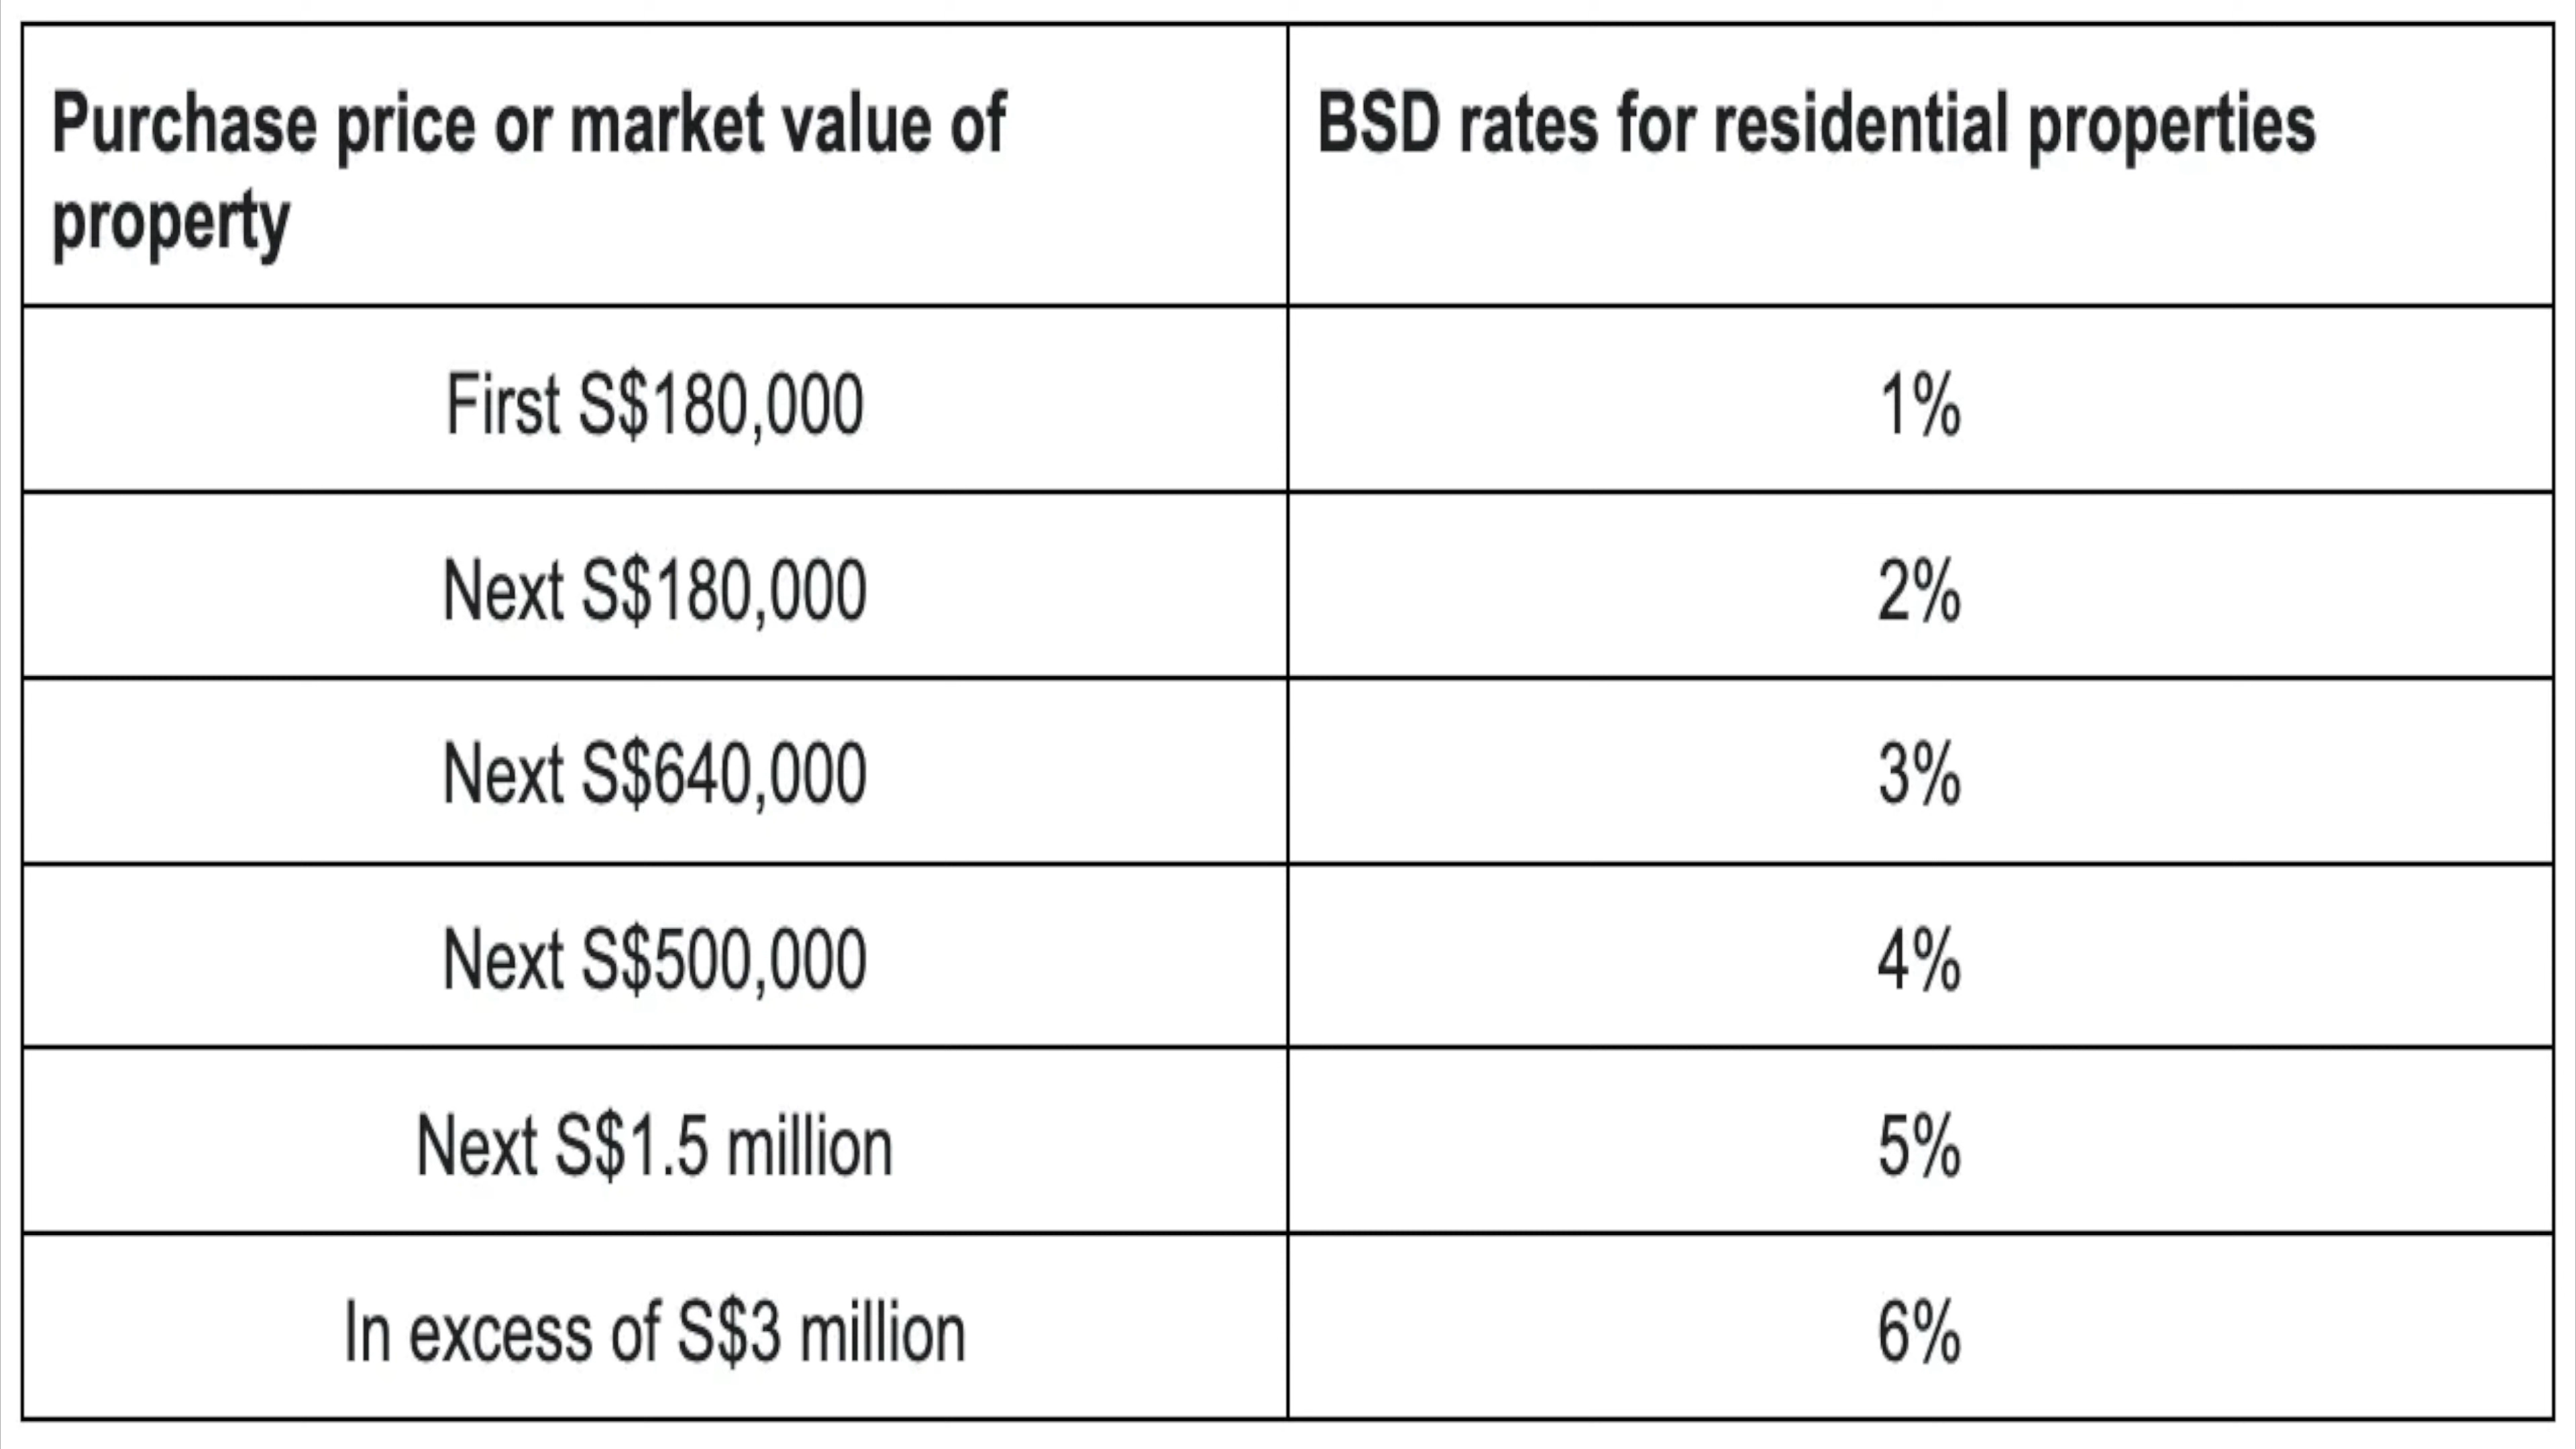 Purchase price or market value of
property
BSD rates for residential properties
First S$180,000
1%
Next S$180,000
2%
Next S$640,000
3%
Next S$500,000
4%
Next S$1.5 million
5%
In excess of S$3 million
6%